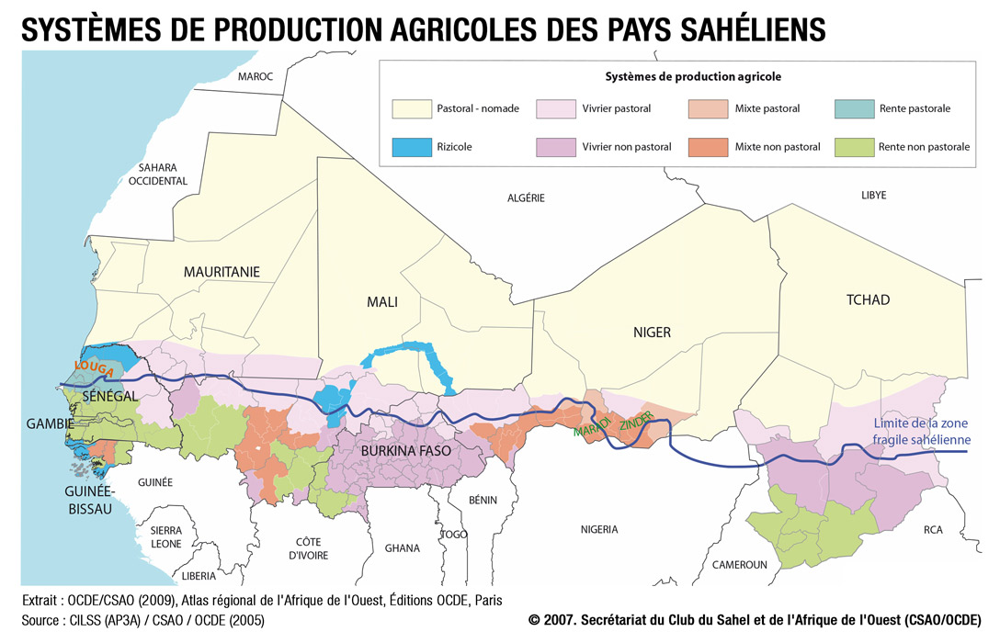 SYSTÈMES DE PRODUCTION AGRICOLES DES PAYS SAHÉLIENS
Systèmes de production agricole
Pastoral - nomade
Vivrier pastoral
Mixte pastoral
Rente pastorale
Rizicole
Vivrier non pastoral
Mixte non pastoral
Rente non pastorale
MAROC
SAHARA
OCCIDENTAL
ALGÉRIE
LIBYE
MAURITANIE
MALI
NIGER
TCHAD
LOUGA
SÉNÉGAL
GAMBIE
MARADI
ZINDER
Limite de la zone
fragile sahélienne
BURKINA FASO
GUINÉE
GUINÉE-
BISSAU
BÉNIN
SIERRA
LEONE
TOGO
NIGERIA
RCA
CÔTE
D'IVOIRE
GHANA
CAMEROUN
LIBERIA
Extrait : OCDE/CSAO (2009), Atlas régional de l'Afrique de l'Ouest, Éditions OCDE, Paris
Source : CILSS (AP3A) / CSAO / OCDE (2005)
© 2007. Secrétariat du Club du Sahel et de l'Afrique de l'Ouest (CSAO/OCDE)